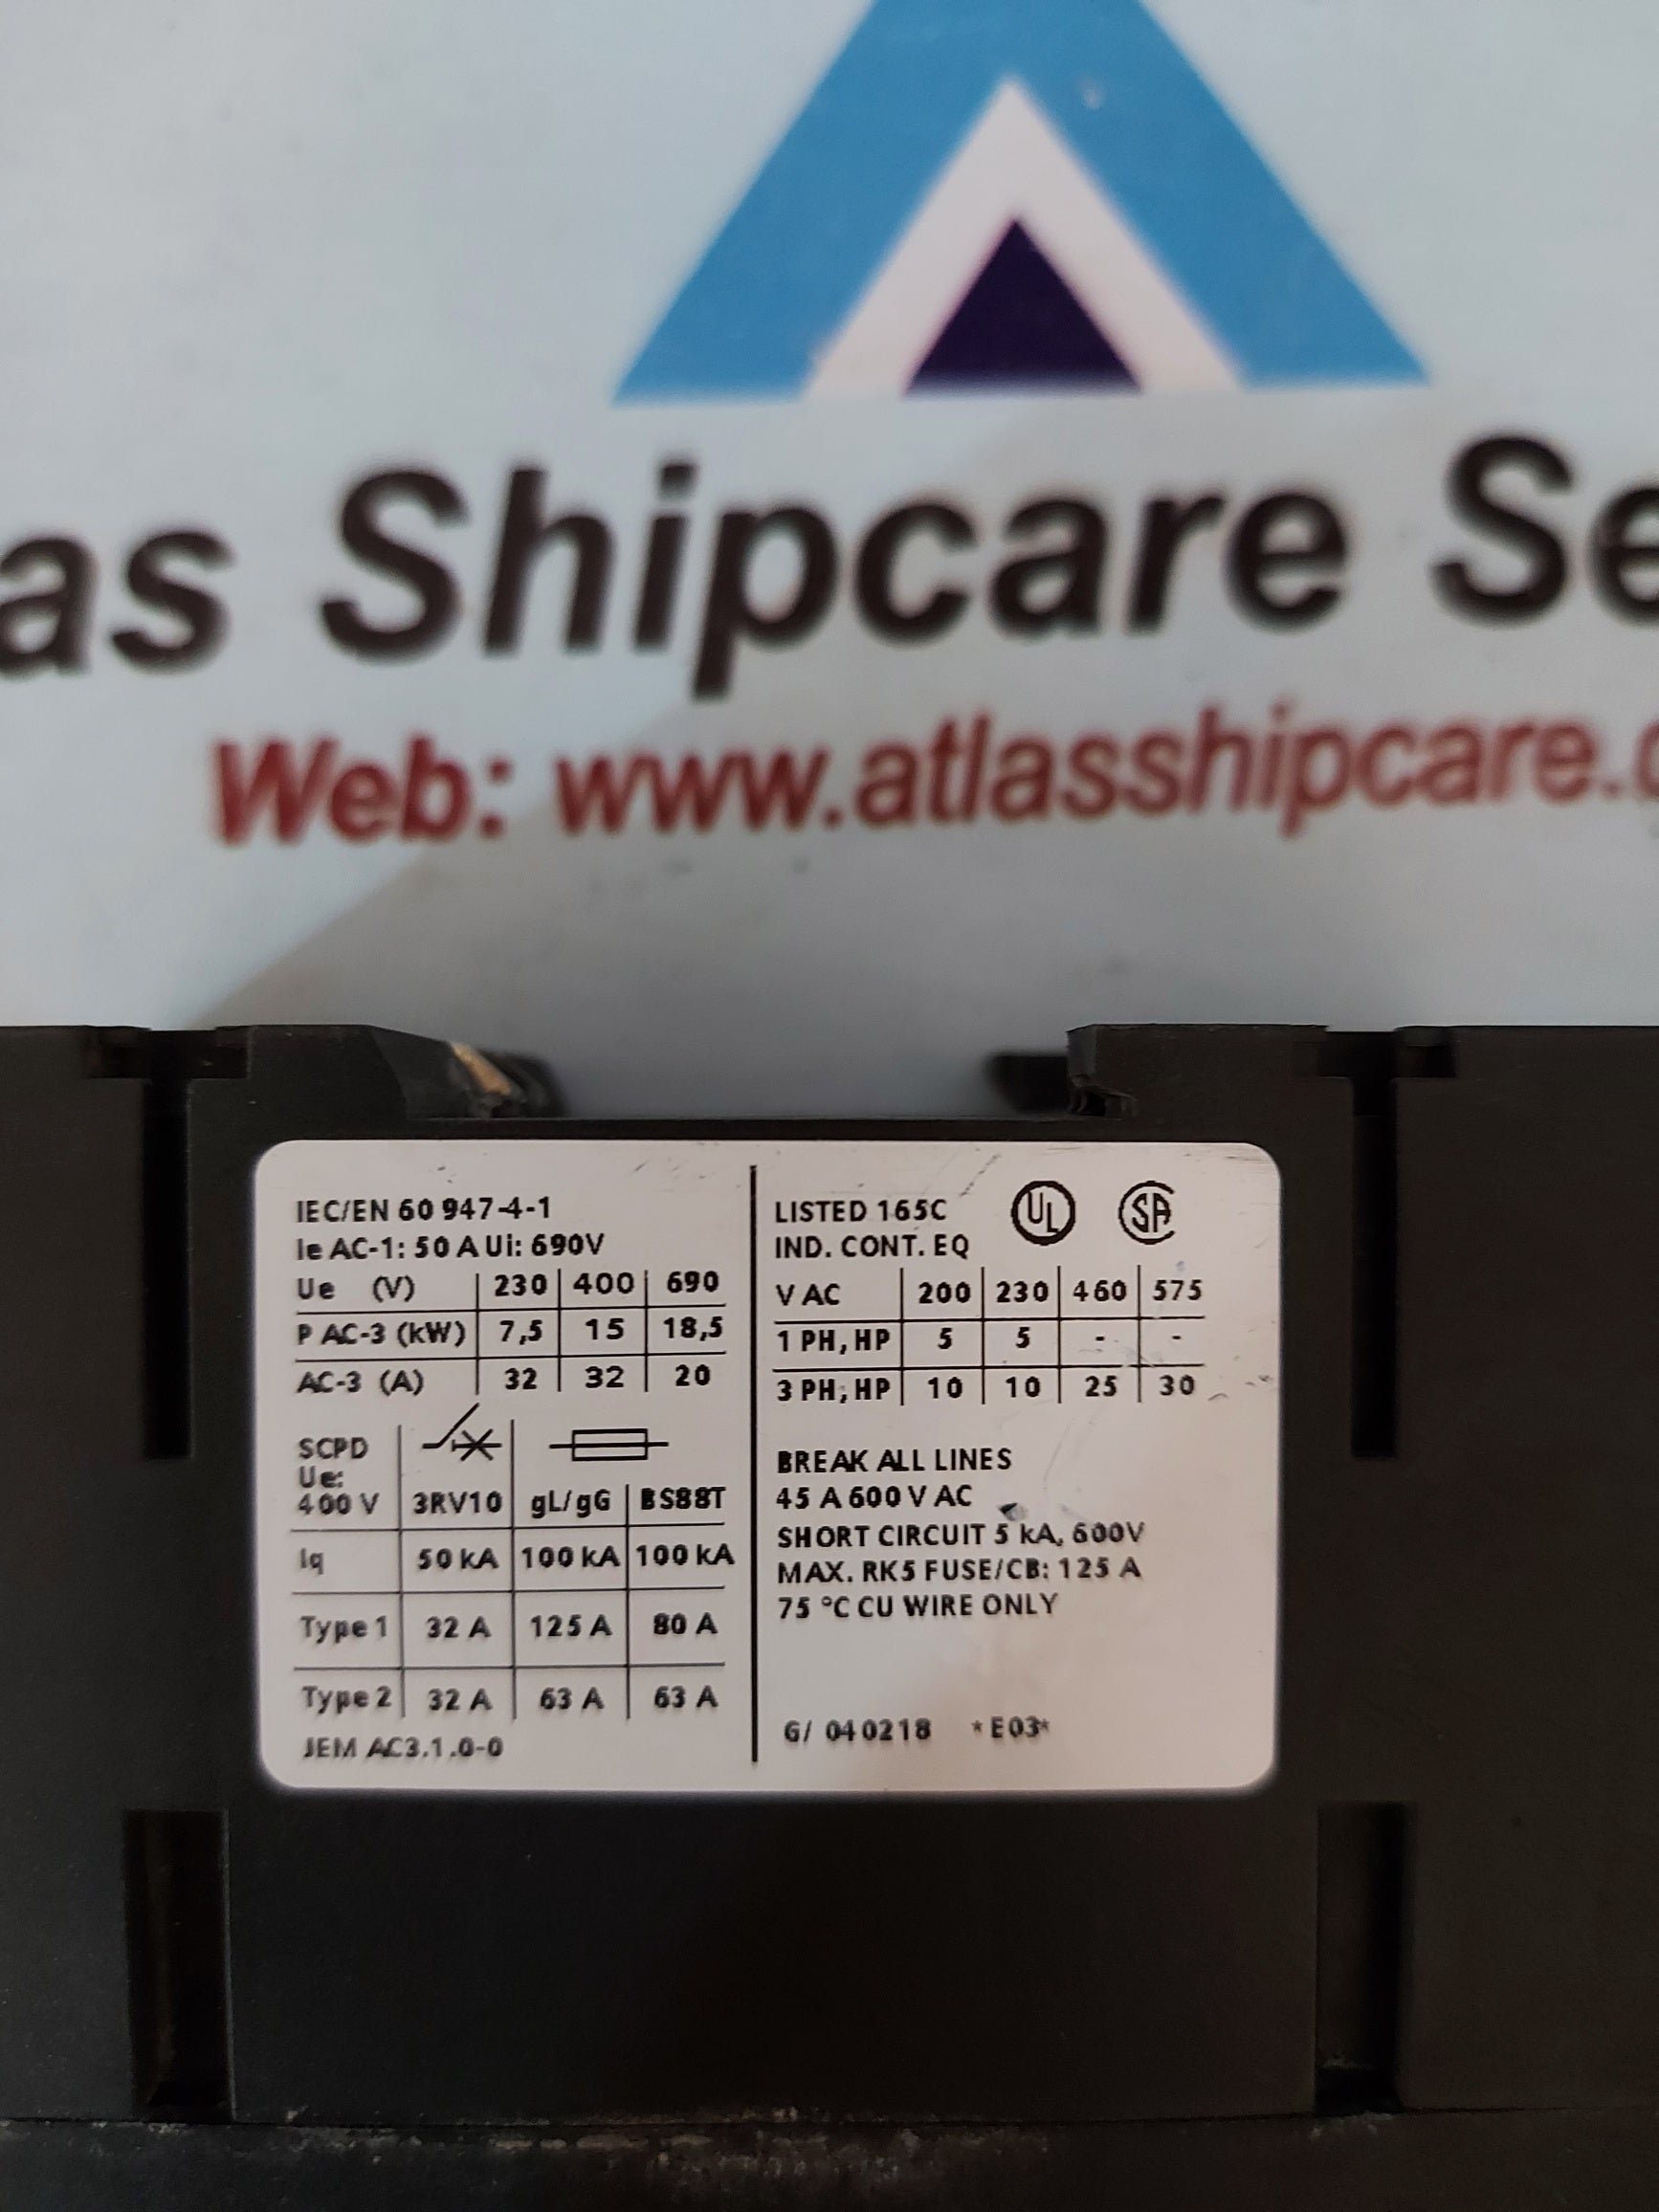 as Shipcare Se
Web: www.atlasshipcare.
IEC/EN 60 947-4-1
Ie AC-1: 50 A Ui: 690V
Ue (V) 230 400 690
P AC-3 (kW) 7,5 15 18,5
AC-3 (A) 32 32 20
SCPD
Ue:
400 V 3RV10 gL/gG BS88T
Iq 50 kA 100 kA 100 kA
Type 1 32 A 125 A 80 A
Type 2 32 A 63 A 63 A
JEM AC3.1.0-0
LISTED 165C UL SA
IND. CONT. EQ
V AC 200 230 460 575
1 PH, HP 5 5 - -
3 PH, HP 10 10 25 30
BREAK ALL LINES
45 A 600 V AC
SHORT CIRCUIT 5 kA, 600V
MAX. RK5 FUSE/CB: 125 A
75 °C CU WIRE ONLY
G/ 040218 *E03*